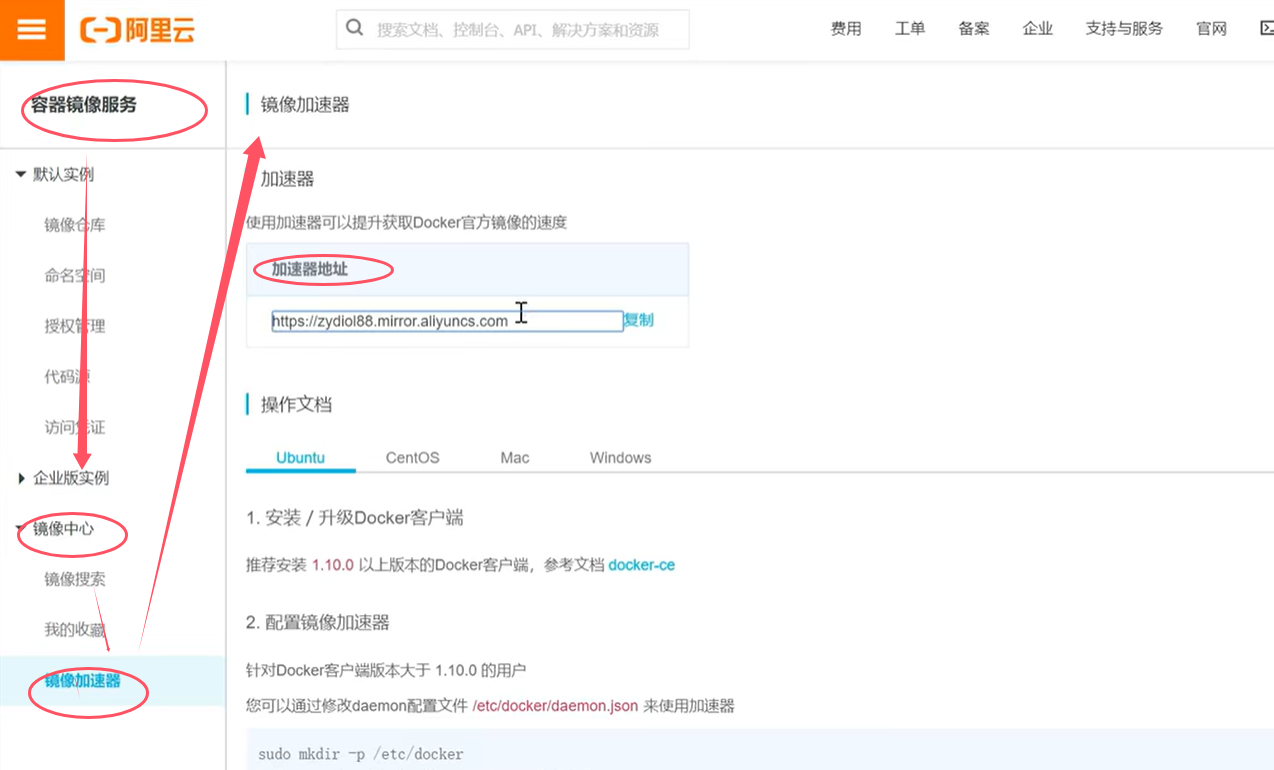 阿里云
搜索文档、控制台、API、解决方案和资源
费用 工单 备案 企业 支持与服务 官网
容器镜像服务
默认实例
镜像仓库
命名空间
授权管理
代码源
访问凭证
企业版实例
镜像中心
镜像搜索
我的收藏
镜像加速器
镜像加速器
加速器
使用加速器可以提升获取Docker官方镜像的速度
加速器地址
https://zydiol88.mirror.aliyuncs.com 复制
操作文档
Ubuntu CentOS Mac Windows
1. 安装 / 升级Docker客户端
推荐安装 1.10.0 以上版本的Docker客户端，参考文档 docker-ce
2. 配置镜像加速器
针对Docker客户端版本大于 1.10.0 的用户
您可以通过修改daemon配置文件 /etc/docker/daemon.json 来使用加速器
sudo mkdir -p /etc/docker